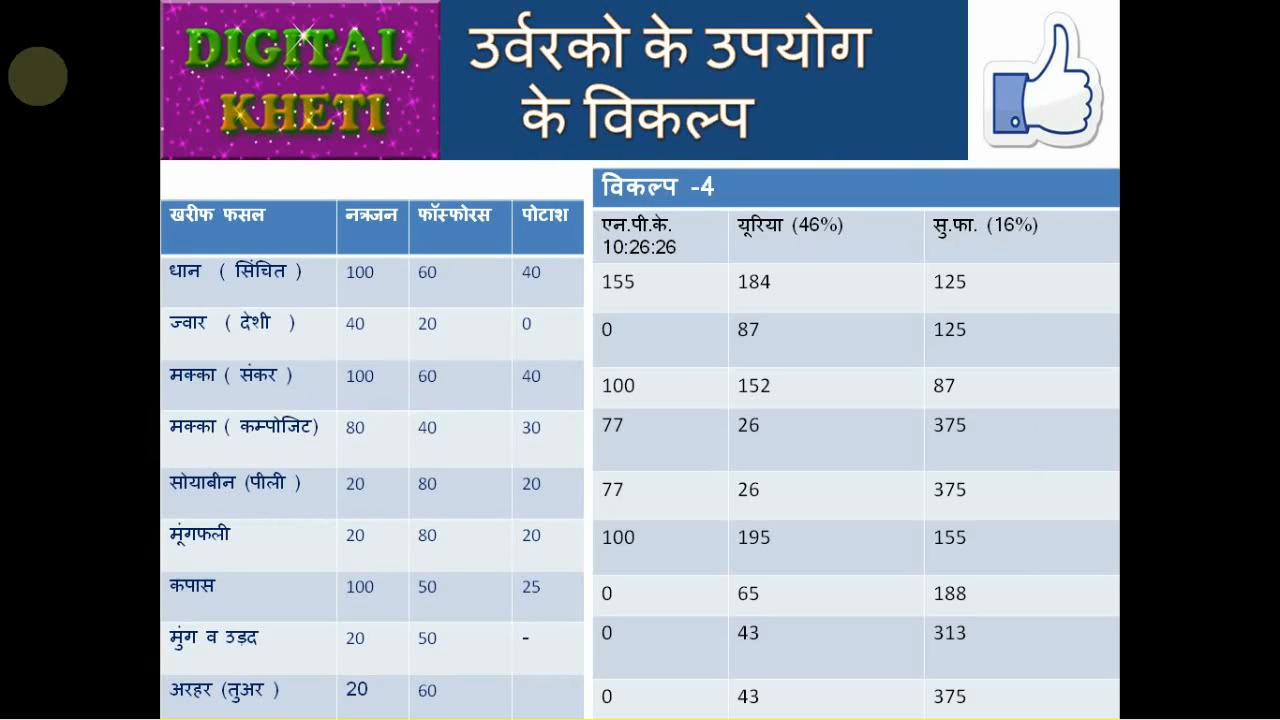 DIGITAL
KHETI
उर्वरको के उपयोग
के विकल्प
खरीफ फसल नत्रजन फॉस्फोरस पोटाश
धान ( सिंचित ) 100 60 40
ज्वार ( देशी ) 40 20 0
मक्का ( संकर ) 100 60 40
मक्का ( कम्पोजिट) 80 40 30
सोयाबीन (पीली ) 20 80 20
मूंगफली 20 80 20
कपास 100 50 25
मुंग व उड़द 20 50 -
अरहर (तुअर ) 20 60
विकल्प -4
एन.पी.के. यूरिया (46%) सु.फा. (16%)
10:26:26
155 184 125
0 87 125
100 152 87
77 26 375
77 26 375
100 195 155
0 65 188
0 43 313
0 43 375